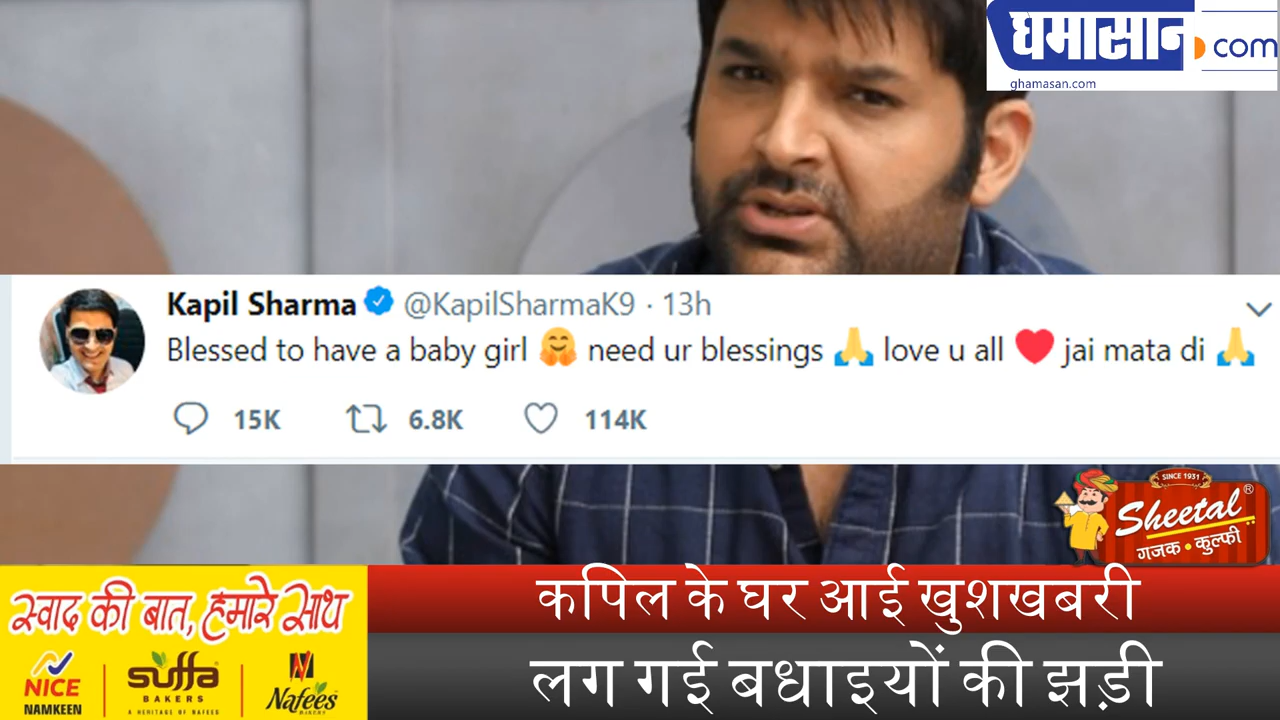 घमासान.com
ghamasan.com
Kapil Sharma @KapilSharmaK9 · 13h
Blessed to have a baby girl 🤗 need ur blessings 🙏 love u all ❤️ jai mata di 🙏
15K 6.8K 114K
SINCE 1931
Sheetal®
गजक • कुल्फी
स्वाद की बात, हमारे साथ
NICE
NAMKEEN
suffa
BAKERS
A HERITAGE OF NAFEES
Nafees
BAKERY
कपिल के घर आई खुशखबरी
लग गई बधाइयों की झड़ी